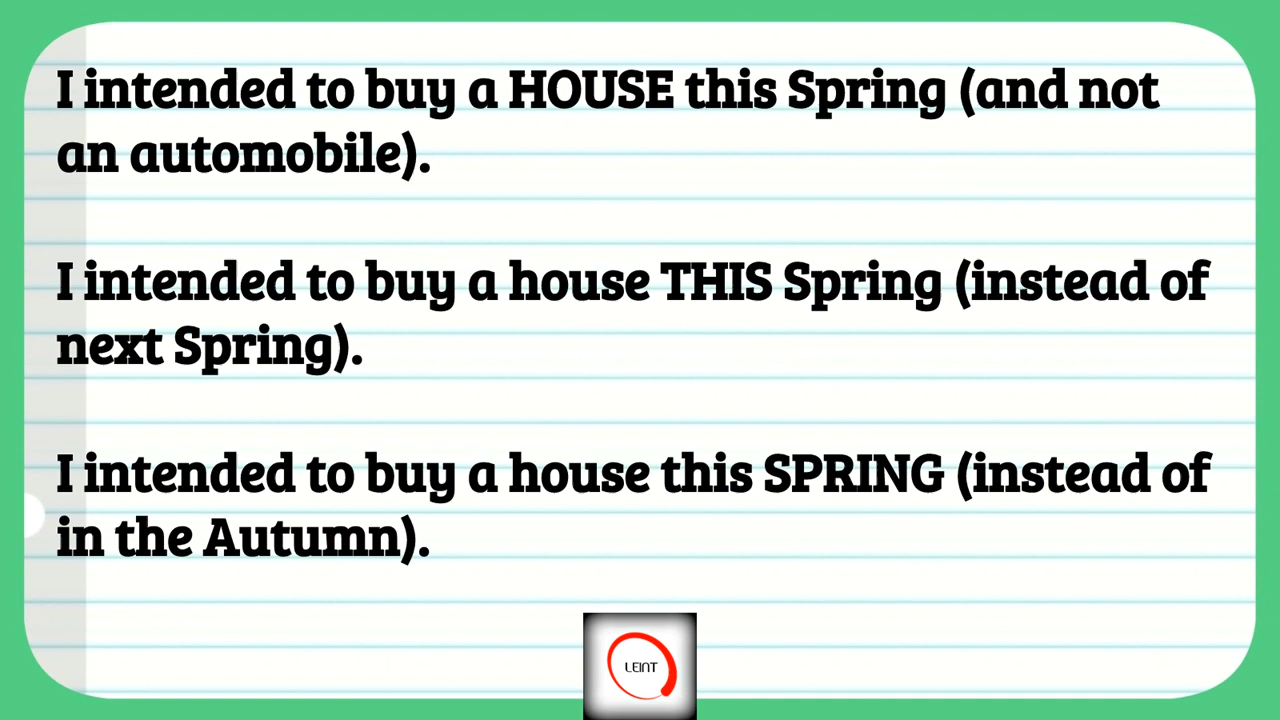 I intended to buy a HOUSE this Spring (and not
an automobile).
I intended to buy a house THIS Spring (instead of
next Spring).
I intended to buy a house this SPRING (instead of
in the Autumn).
LEINT